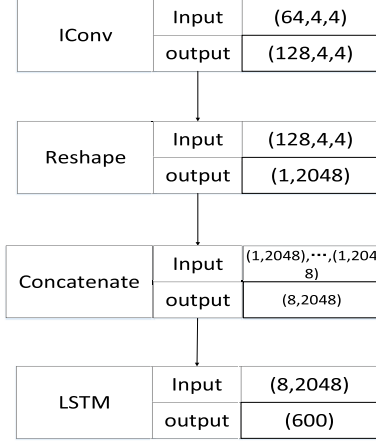 IConv
Input
(64,4,4)
output
(128,4,4)
Reshape
Input
(128,4,4)
output
(1,2048)
Concatenate
Input
(1,2048),···,(1,204
8)
output
(8,2048)
LSTM
Input
(8,2048)
output
(600)